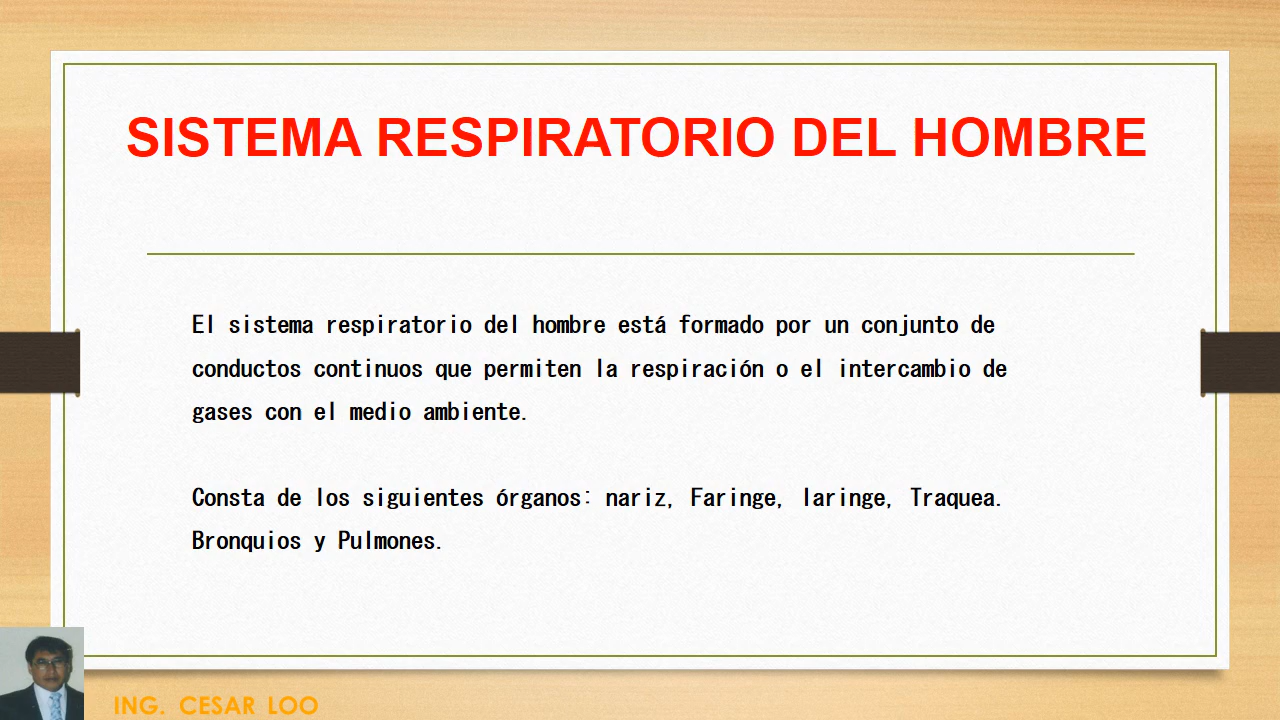 SISTEMA RESPIRATORIO DEL HOMBRE
El sistema respiratorio del hombre está formado por un conjunto de
conductos continuos que permiten la respiración o el intercambio de
gases con el medio ambiente.
Consta de los siguientes órganos: nariz, Faringe, laringe, Traquea.
Bronquios y Pulmones.
ING. CESAR LOO